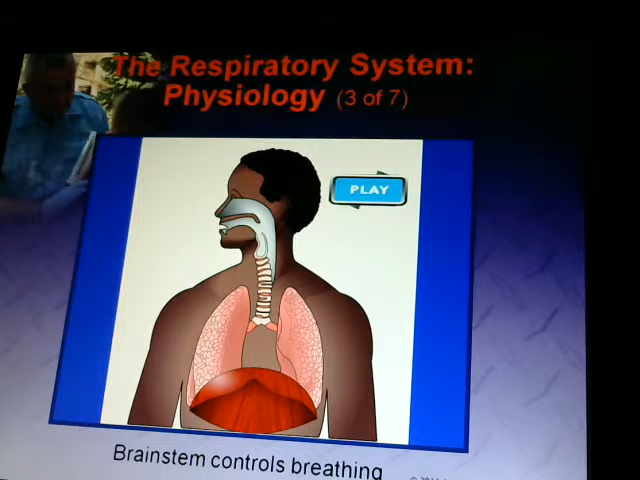 The Respiratory System:
Physiology (3 of 7)
PLAY
Brainstem controls breathing